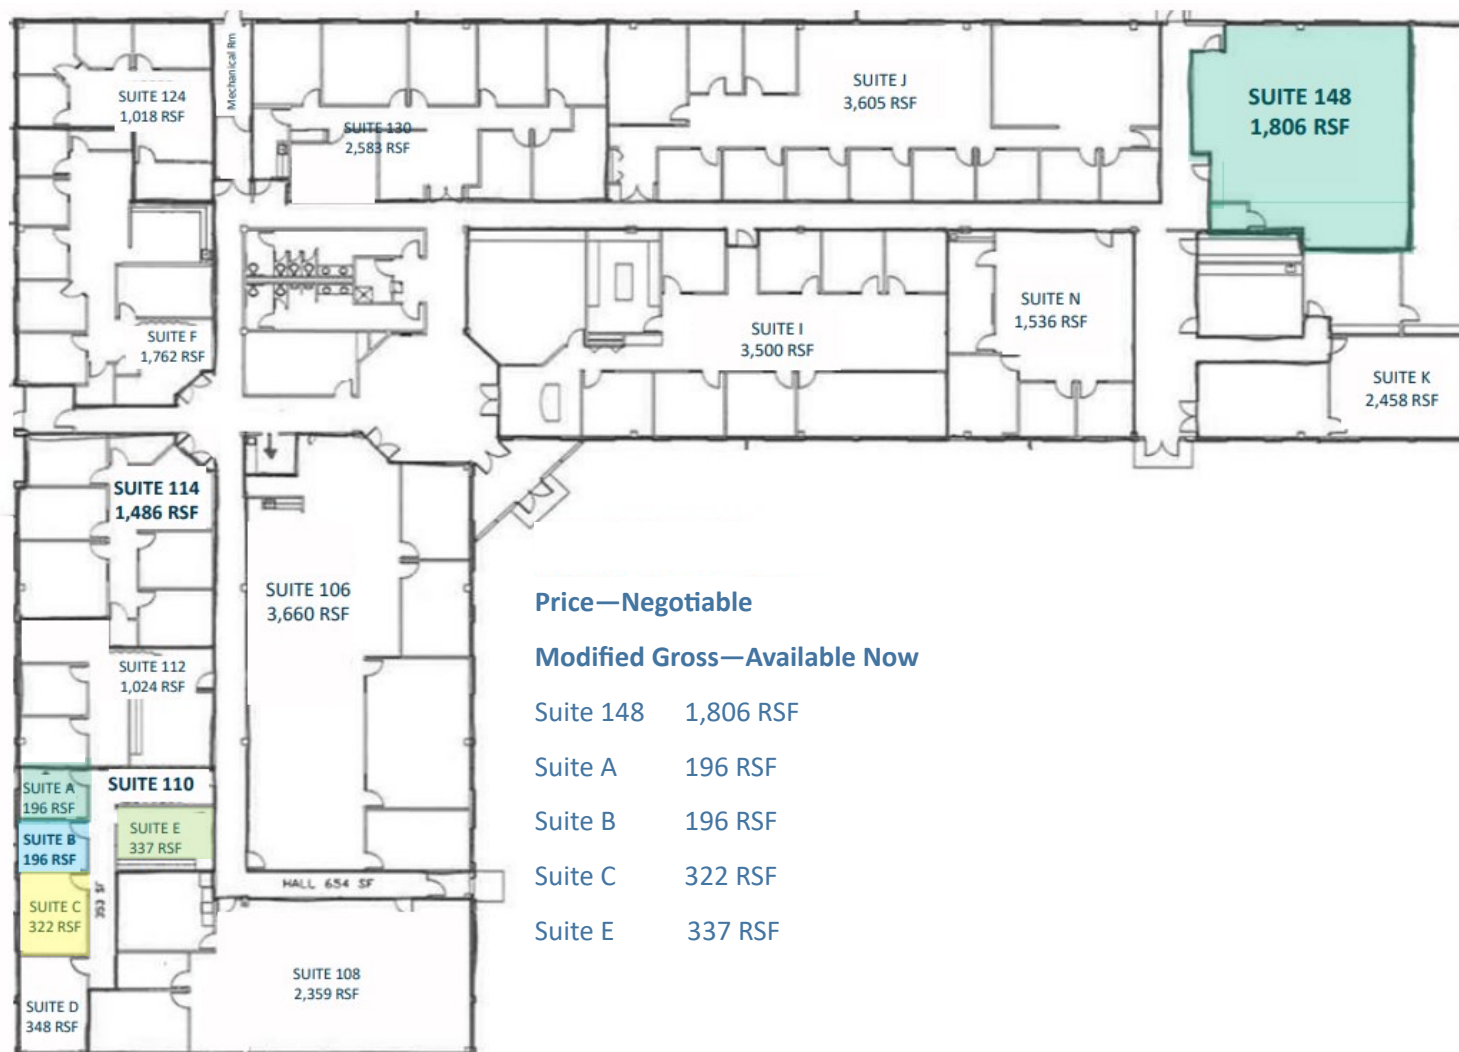 Mechanical Rm
SUITE 124
1,018 RSF
SUITE 130
2,583 RSF
SUITE J
3,605 RSF
SUITE 148
1,806 RSF
SUITE F
1,762 RSF
SUITE I
3,500 RSF
SUITE N
1,536 RSF
SUITE K
2,458 RSF
SUITE 114
1,486 RSF
SUITE 106
3,660 RSF
SUITE 112
1,024 RSF
SUITE 110
SUITE A
196 RSF
SUITE B
196 RSF
SUITE E
337 RSF
SUITE C
322 RSF
353 SF
HALL 654 SF
SUITE D
348 RSF
SUITE 108
2,359 RSF
Price—Negotiable
Modified Gross—Available Now
Suite 148 1,806 RSF
Suite A 196 RSF
Suite B 196 RSF
Suite C 322 RSF
Suite E 337 RSF